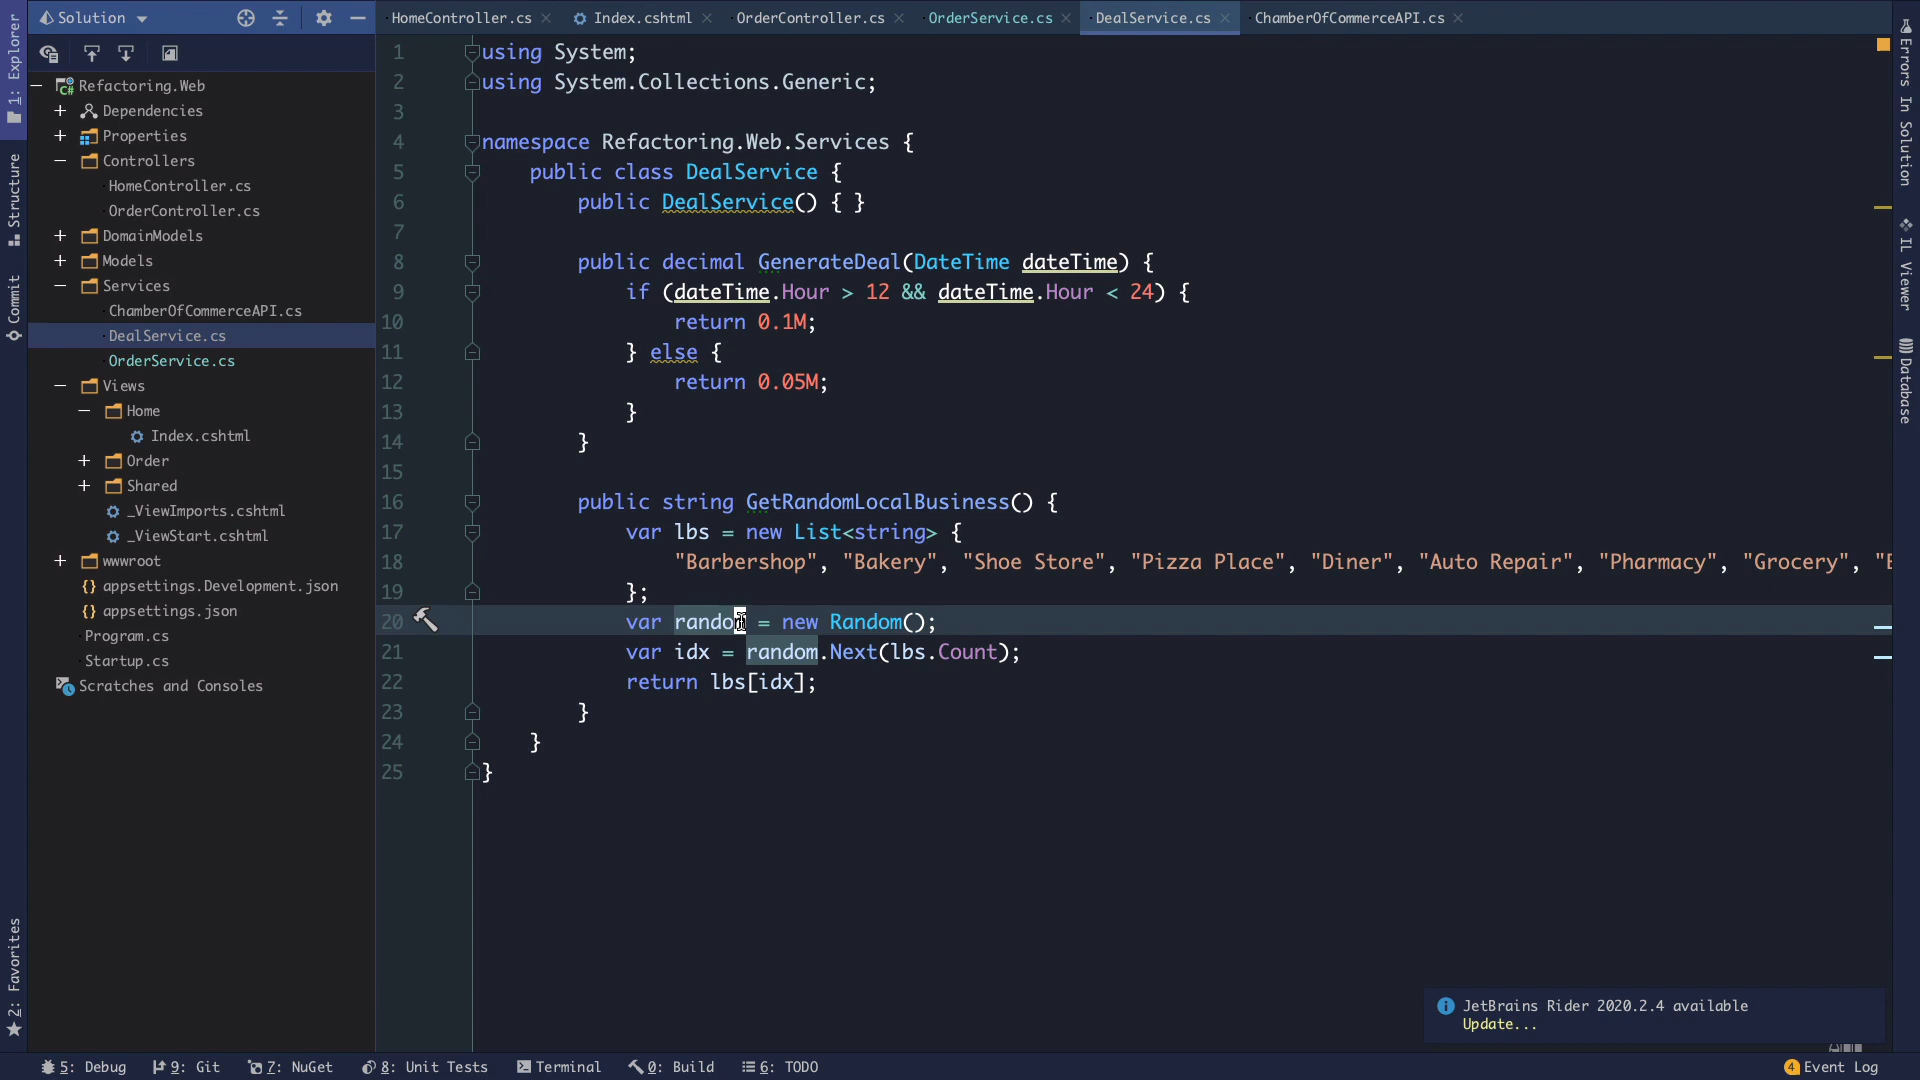 Solution
HomeController.cs
Index.cshtml
OrderController.cs
OrderService.cs
DealService.cs
ChamberOfCommerceAPI.cs
1: Explorer
Structure
Commit
2: Favorites
Refactoring.Web
Dependencies
Properties
Controllers
HomeController.cs
OrderController.cs
DomainModels
Models
Services
ChamberOfCommerceAPI.cs
DealService.cs
OrderService.cs
Views
Home
Index.cshtml
Order
Shared
_ViewImports.cshtml
_ViewStart.cshtml
wwwroot
appsettings.Development.json
appsettings.json
Program.cs
Startup.cs
Scratches and Consoles
1 using System;
2 using System.Collections.Generic;
3
4 namespace Refactoring.Web.Services {
5 public class DealService {
6 public DealService() { }
7
8 public decimal GenerateDeal(DateTime dateTime) {
9 if (dateTime.Hour > 12 && dateTime.Hour < 24) {
10 return 0.1M;
11 } else {
12 return 0.05M;
13 }
14 }
15
16 public string GetRandomLocalBusiness() {
17 var lbs = new List<string> {
18 "Barbershop", "Bakery", "Shoe Store", "Pizza Place", "Diner", "Auto Repair", "Pharmacy", "Grocery",
19 };
20 var random = new Random();
21 var idx = random.Next(lbs.Count);
22 return lbs[idx];
23 }
24 }
25 }
Errors In Solution
IL Viewer
Database
JetBrains Rider 2020.2.4 available
Update...
5: Debug
9: Git
7: NuGet
8: Unit Tests
Terminal
0: Build
6: TODO
4 Event Log